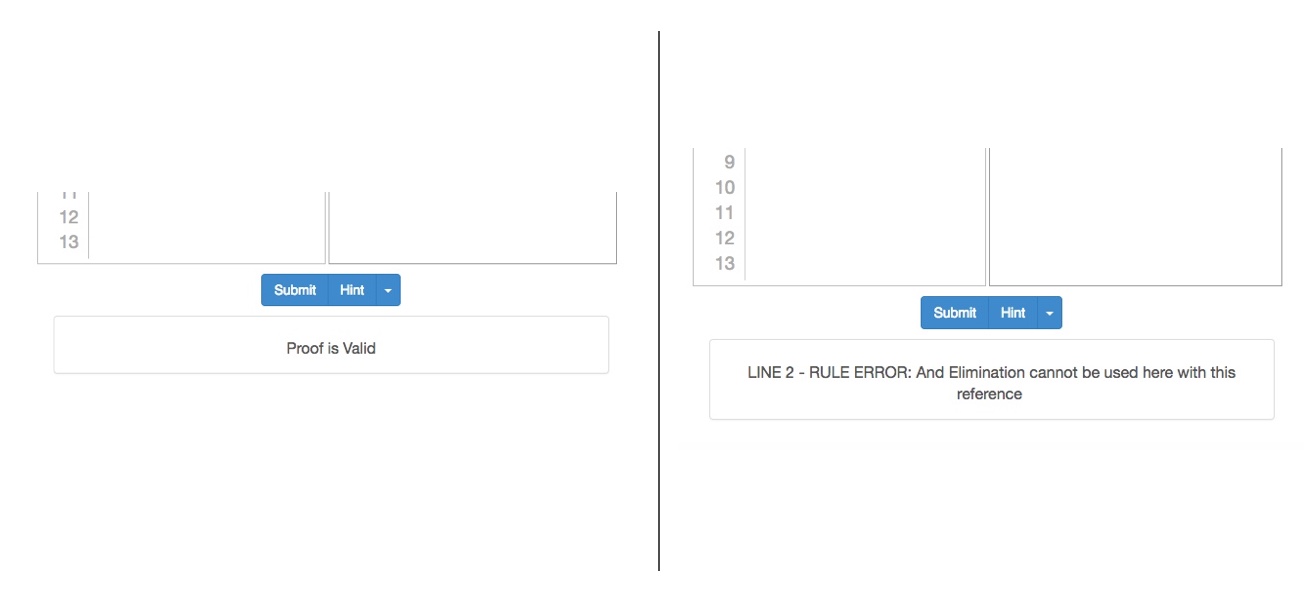 12
13
Submit Hint
Proof is Valid
9
10
11
12
13
Submit Hint
LINE 2 - RULE ERROR: And Elimination cannot be used here with this
reference